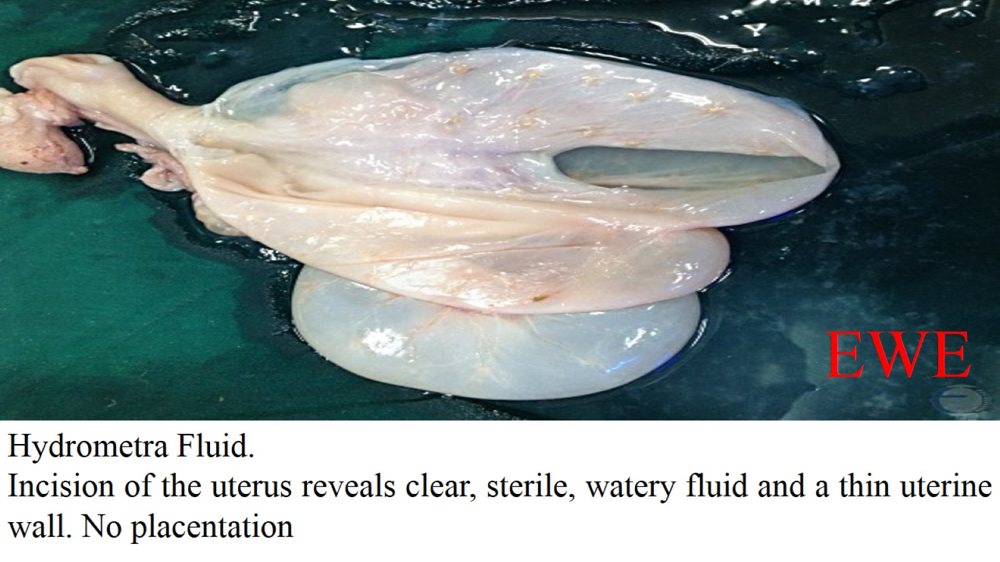 EWE
Hydrometra Fluid.
Incision of the uterus reveals clear, sterile, watery fluid and a thin uterine
wall. No placentation